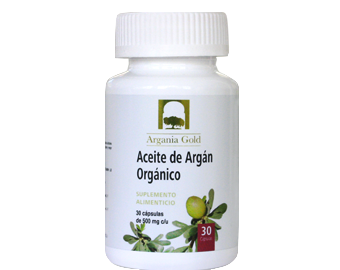 Argania Gold
Aceite de Argán
Orgánico
SUPLEMENTO
ALIMENTICIO
30 cápsulas
de 500 mg c/u
30